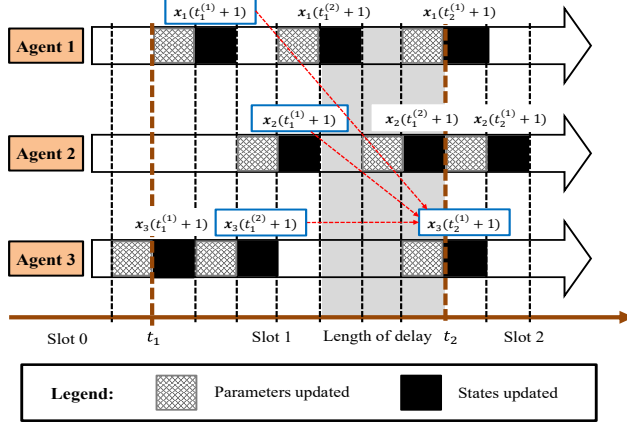 x₁(t₁⁽¹⁾+1) x₁(t₁⁽²⁾+1) x₁(t₂⁽¹⁾+1)
Agent 1
x₂(t₁⁽¹⁾+1) x₂(t₁⁽²⁾+1) x₂(t₂⁽¹⁾+1)
Agent 2
x₃(t₁⁽¹⁾+1) x₃(t₁⁽²⁾+1) x₃(t₂⁽¹⁾+1)
Agent 3
Slot 0 t₁ Slot 1 Length of delay t₂ Slot 2
Legend: Parameters updated States updated